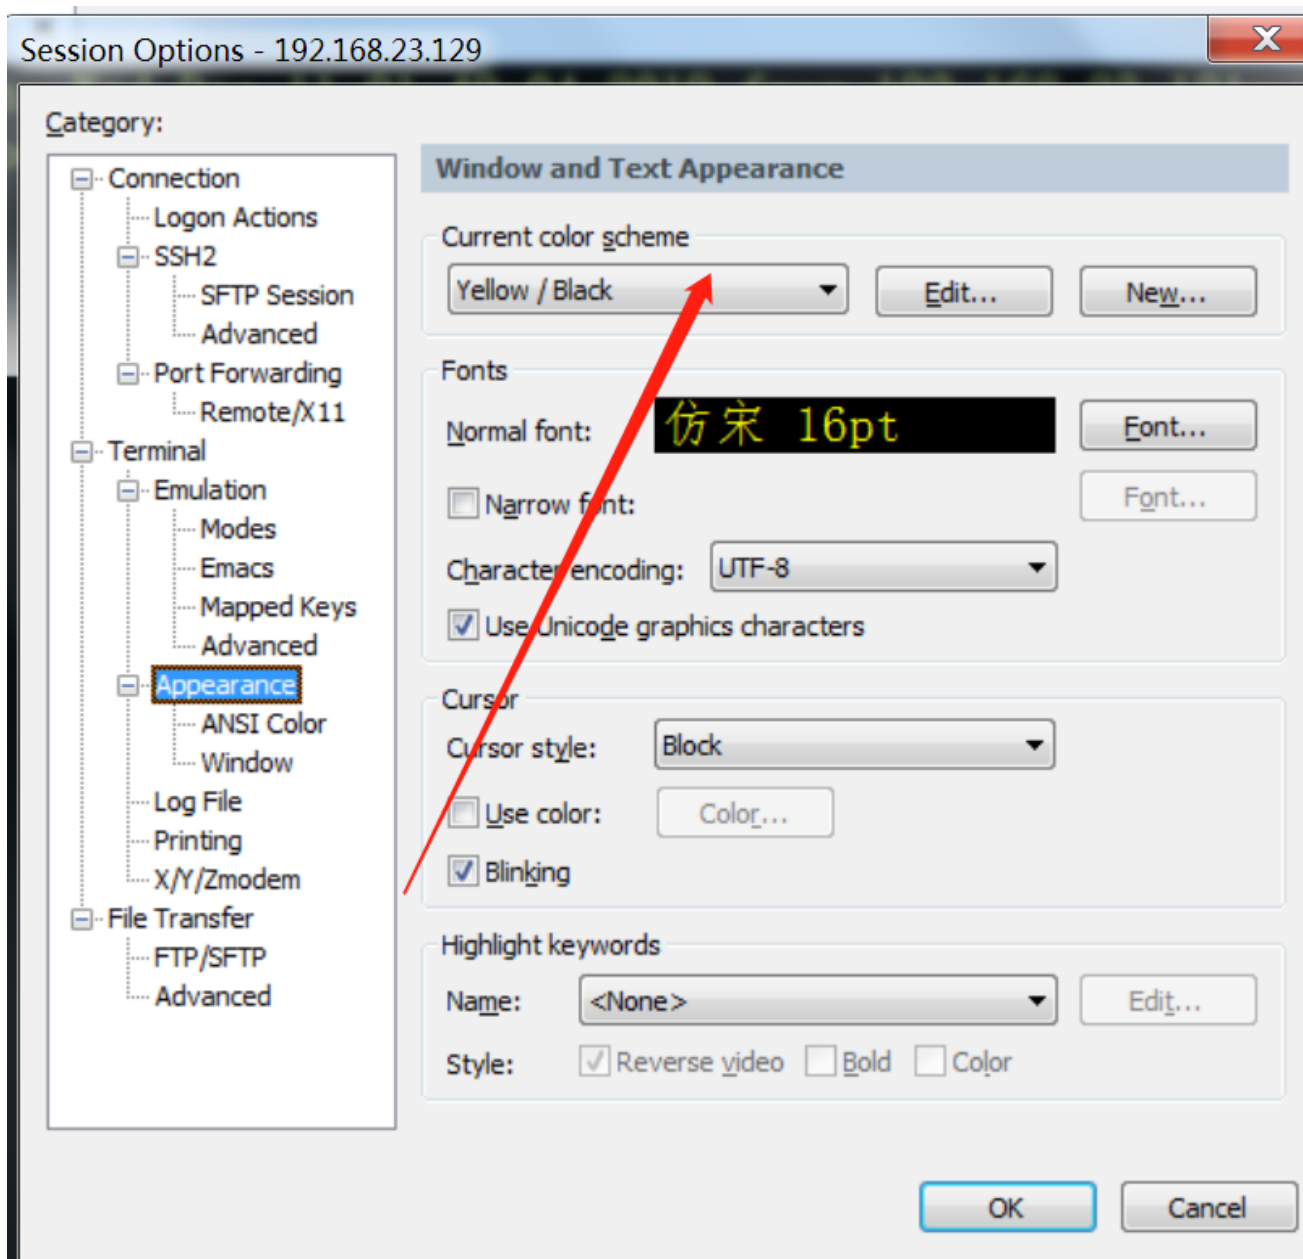 Session Options - 192.168.23.129
Category:
Connection
Logon Actions
SSH2
SFTP Session
Advanced
Port Forwarding
Remote/X11
Terminal
Emulation
Modes
Emacs
Mapped Keys
Advanced
Appearance
ANSI Color
Window
Log File
Printing
X/Y/Zmodem
File Transfer
FTP/SFTP
Advanced
Window and Text Appearance
Current color scheme
Yellow / Black Edit... New...
Fonts
Normal font: 仿宋 16pt Font...
Narrow font: Font...
Character encoding: UTF-8
Use Unicode graphics characters
Cursor
Cursor style: Block
Use color: Color...
Blinking
Highlight keywords
Name: <None> Edit...
Style: Reverse video Bold Color
OK Cancel